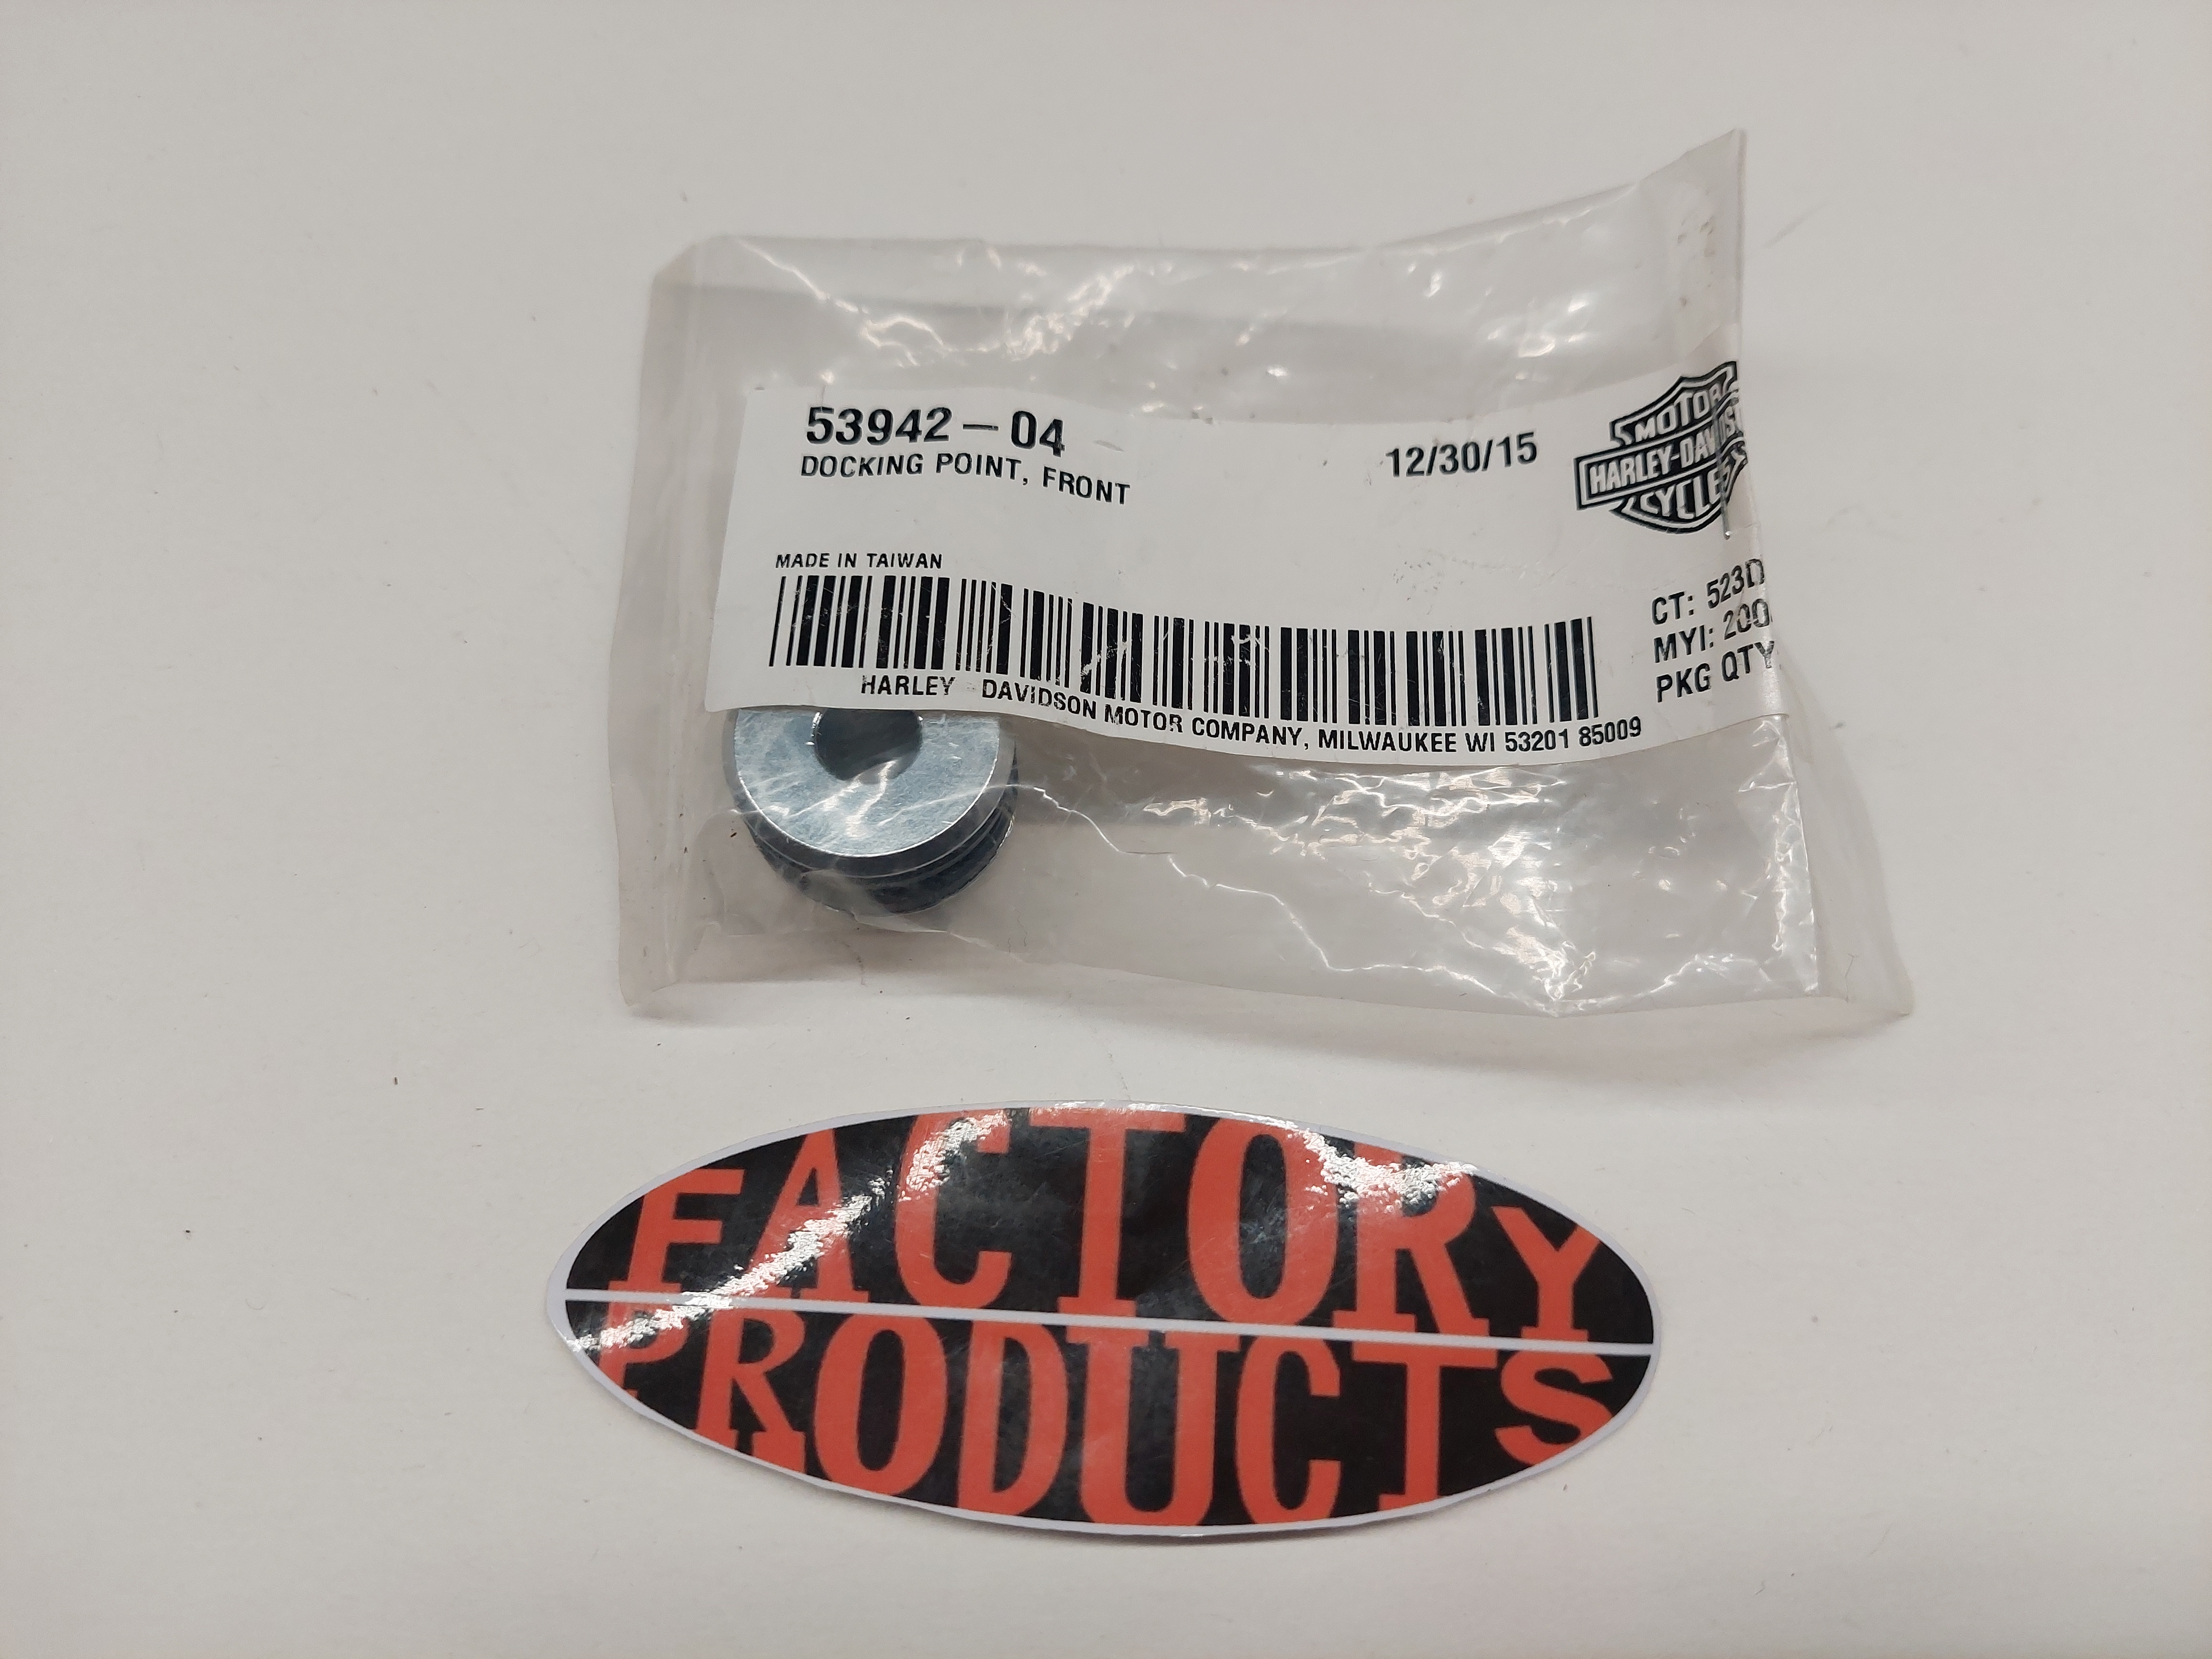 53942-04
DOCKING POINT, FRONT
12/30/15
MOTOR
HARLEY-DAVIDSON
CYCLES
MADE IN TAIWAN
CT: 523D
MYI: 200
PKG QTY
HARLEY DAVIDSON MOTOR COMPANY, MILWAUKEE WI 53201 85009
FACTORY
PRODUCTS